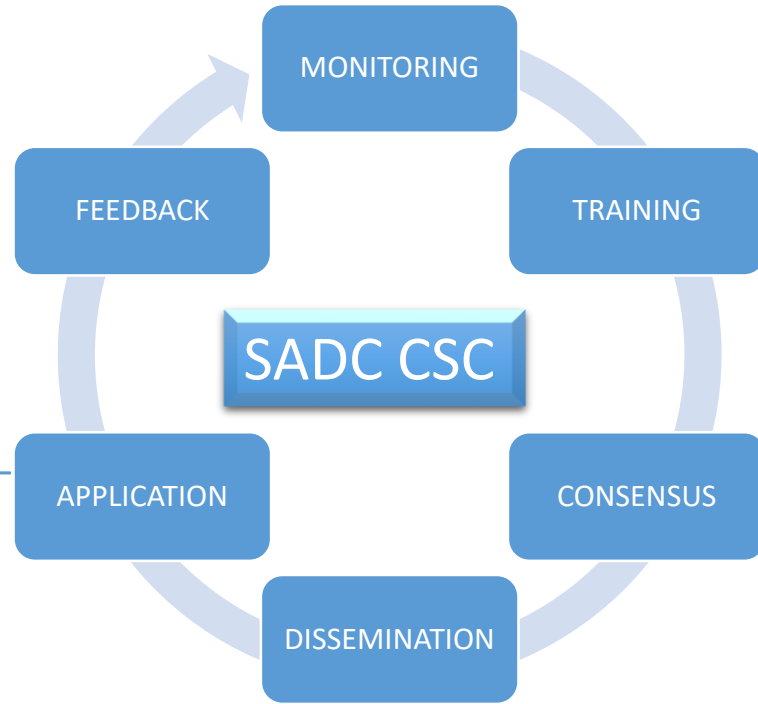 MONITORING
TRAINING
CONSENSUS
DISSEMINATION
APPLICATION
FEEDBACK
SADC CSC